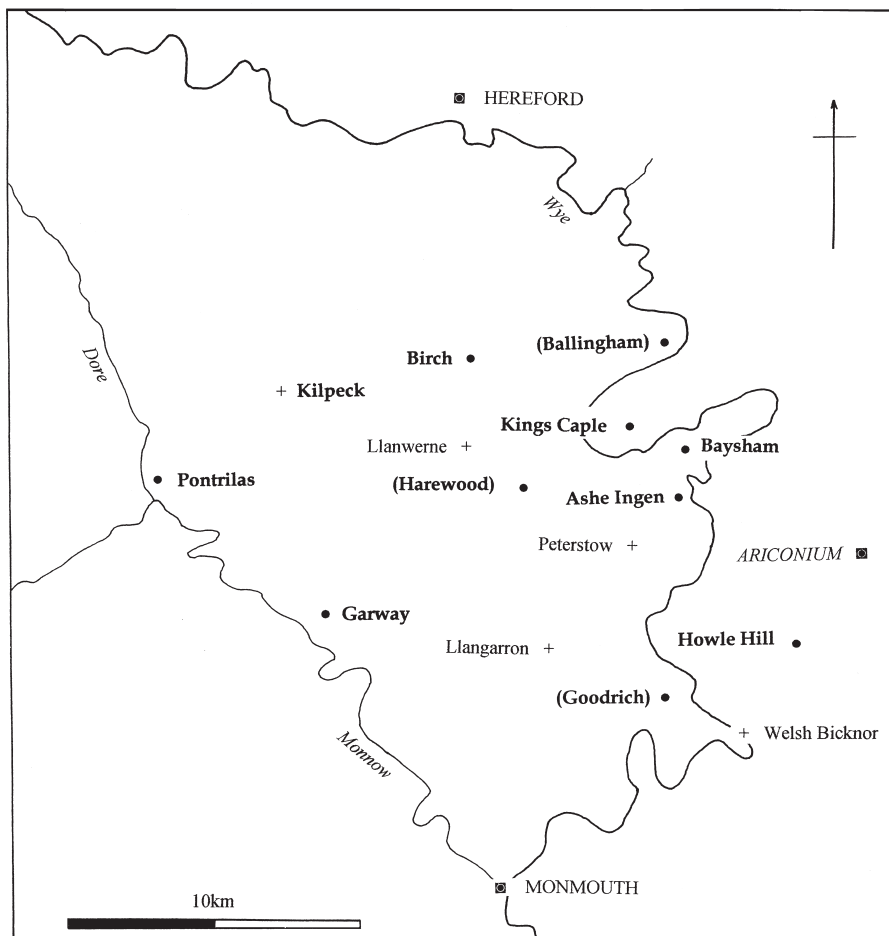 HEREFORD
Wye
(Ballingham)
Birch
Dore
Kilpeck
Kings Caple
Llanwerne
Baysham
Pontrilas
(Harewood)
Ashe Ingen
Peterstow
ARICONIUM
Garway
Howle Hill
Llangarron
(Goodrich)
Welsh Bicknor
Monnow
MONMOUTH
10km